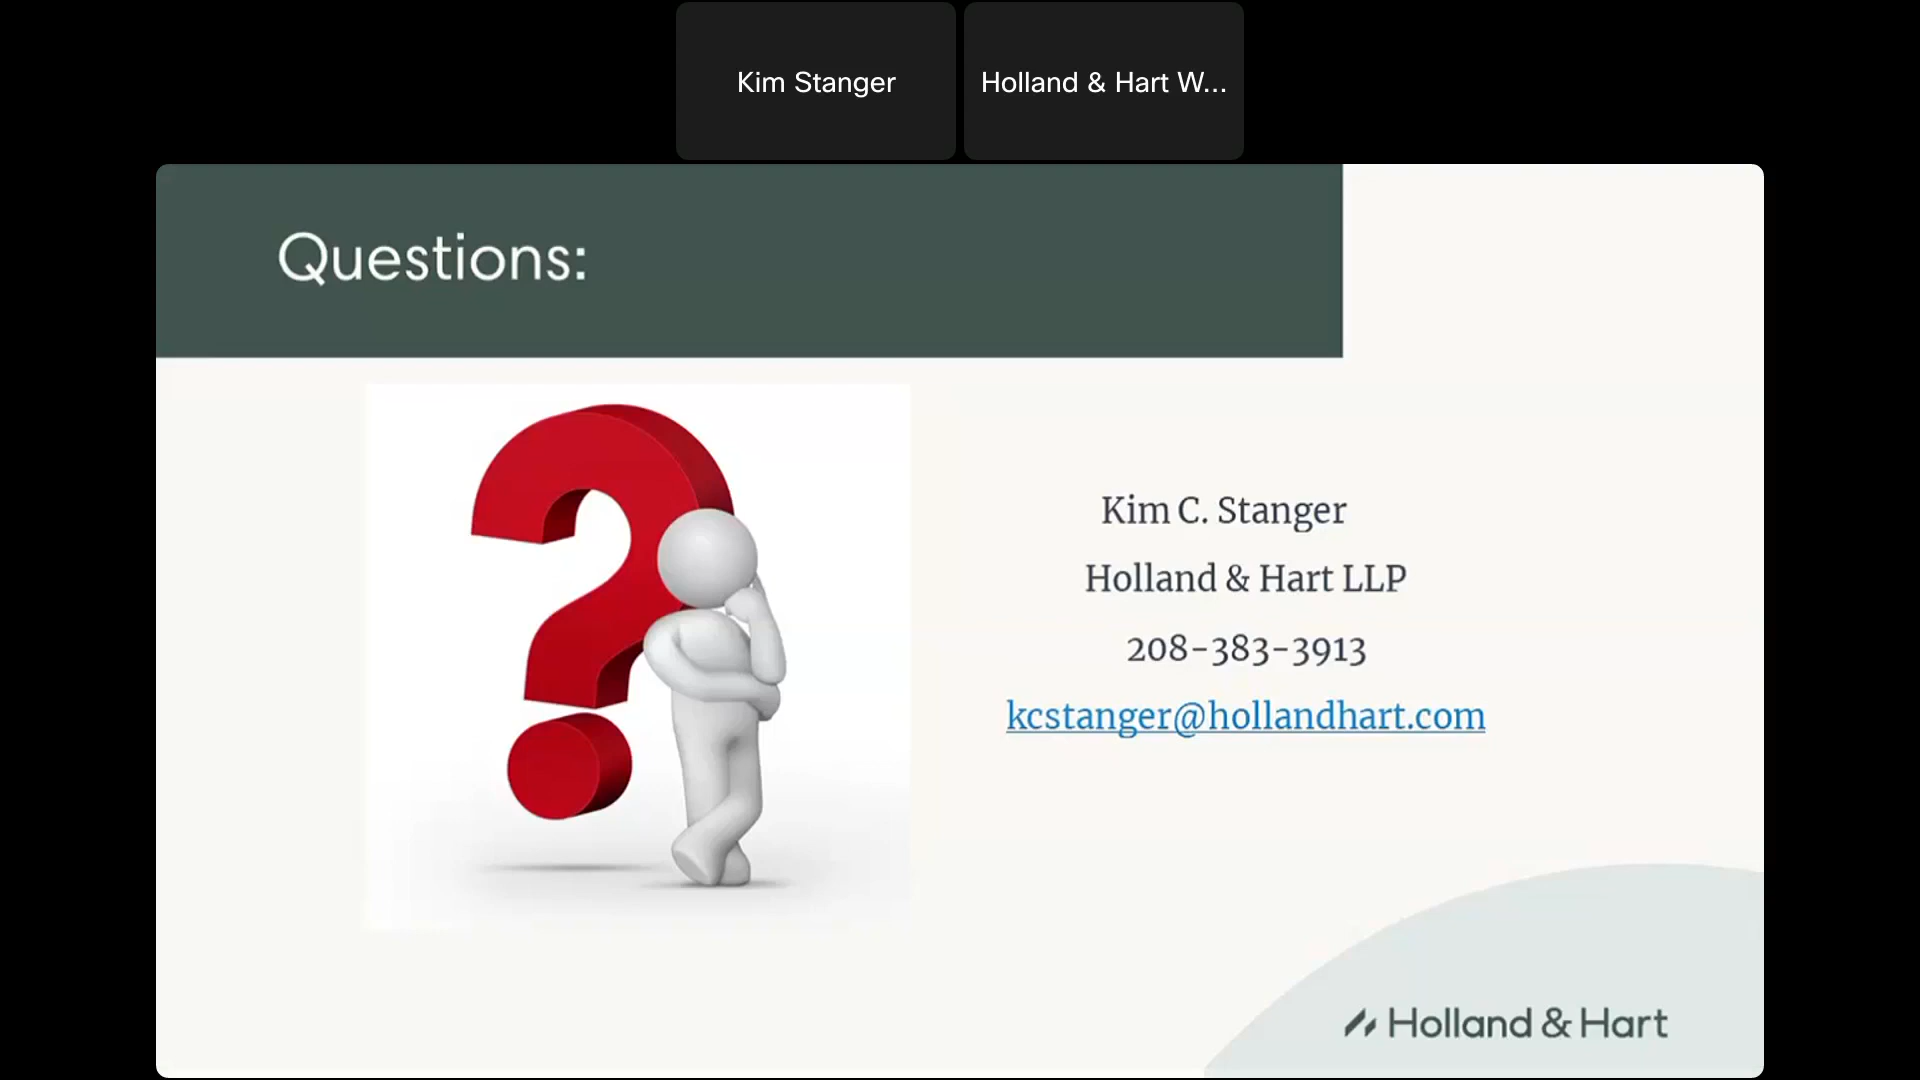 Kim Stanger
Holland & Hart W...
Questions:
Kim C. Stanger
Holland & Hart LLP
208-383-3913
kcstanger@hollandhart.com
Holland & Hart